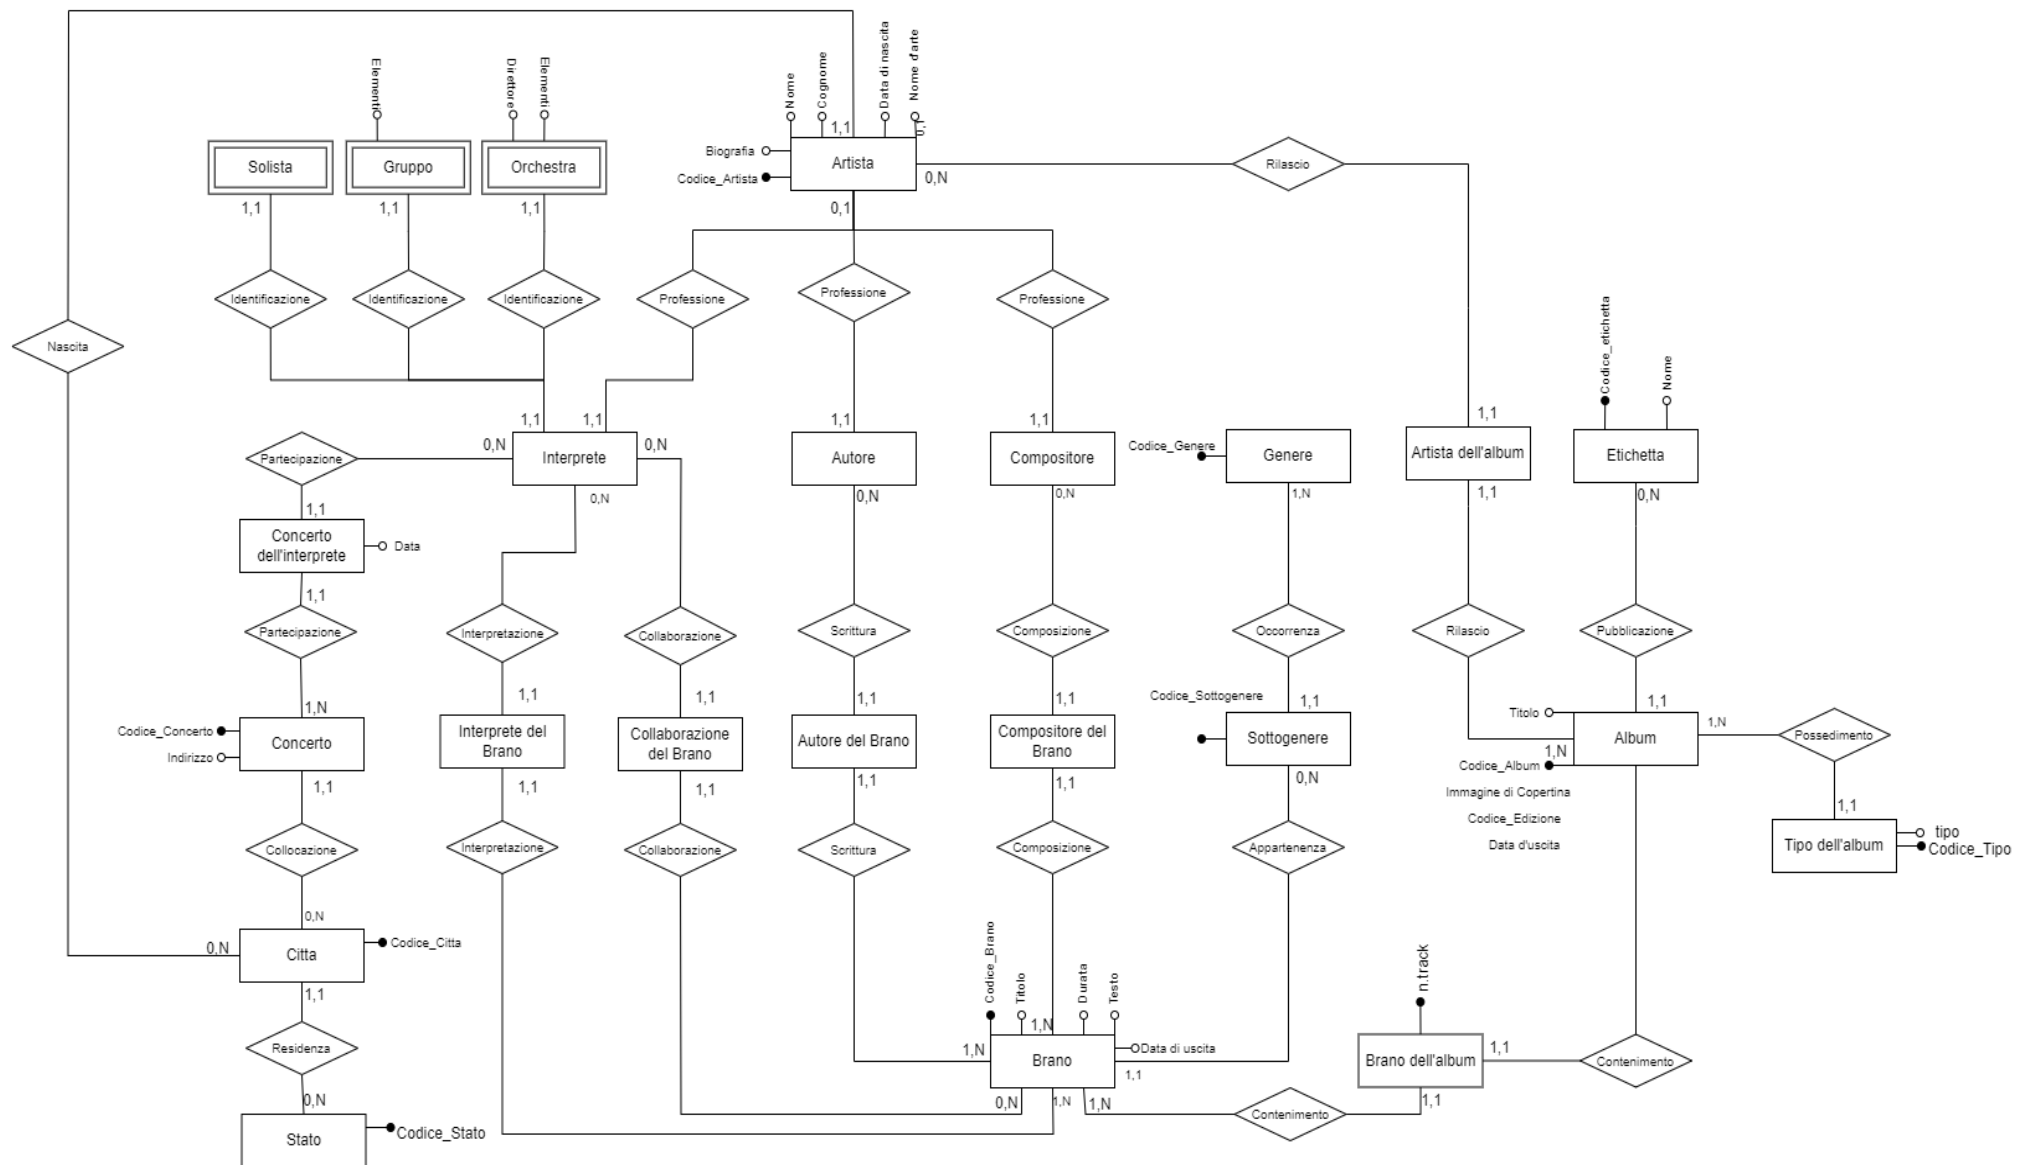 Elementi
Direttore
Elementi
Nome
Cognome
Data di nascita
Nome d'arte
0,1
1,1
Solista
Gruppo
Orchestra
Biografia
Artista
Codice_Artista
0,N
Rilascio
1,1
1,1
1,1
0,1
Identificazione
Identificazione
Identificazione
Professione
Professione
Professione
Nascita
Codice_etichetta
Nome
1,1
1,1
1,1
1,1
1,1
0,N
0,N
Partecipazione
Interprete
Autore
Compositore
Codice_Genere
Genere
Artista dell'album
Etichetta
0,N
0,N
0,N
1,N
1,1
0,N
1,1
Concerto
dell'interprete
Data
1,1
Partecipazione
Interpretazione
Collaborazione
Scrittura
Composizione
Occorrenza
Rilascio
Pubblicazione
1,N
1,1
1,1
1,1
1,1
Codice_Sottogenere
1,1
1,1
Titolo
Codice_Concerto
Concerto
Indirizzo
Interprete del
Brano
Collaborazione
del Brano
Autore del Brano
Compositore del
Brano
Sottogenere
Album
1,N
Possedimento
1,N
Codice_Album
Immagine di Copertina
Codice_Edizione
Data d'uscita
1,1
1,1
1,1
1,1
1,1
0,N
1,1
tipo
Tipo dell'album
Codice_Tipo
Collocazione
Interpretazione
Collaborazione
Scrittura
Composizione
Appartenenza
0,N
0,N
Citta
Codice_Citta
1,1
Codice_Brano
Titolo
Durata
Testo
n.track
1,N
1,N
Brano
Data di uscita
1,1
Brano dell'album
1,1
Contenimento
Residenza
0,N
1,N
1,N
Contenimento
1,1
0,N
Stato
Codice_Stato